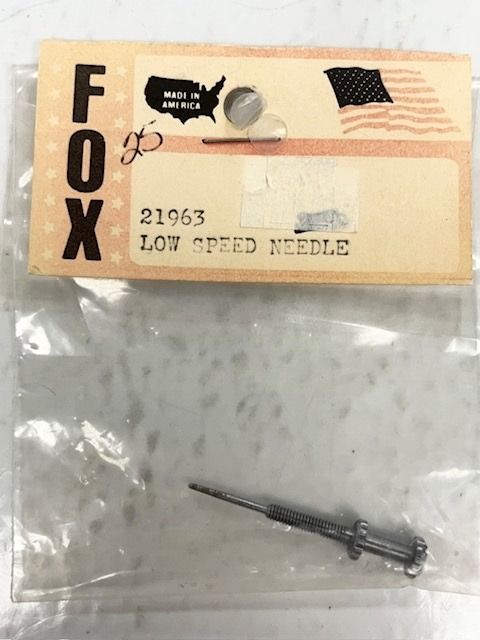 FOX
MADE IN
AMERICA
25
21963
LOW SPEED NEEDLE